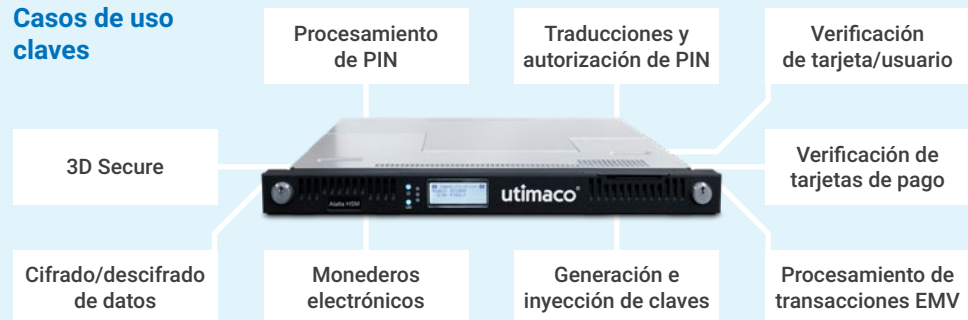 Casos de uso
claves
Procesamiento
de PIN
Traducciones y
autorización de PIN
Verificación
de tarjeta/usuario
3D Secure
Verificación de
tarjetas de pago
utimaco®
Atalla HSM
Cifrado/descifrado
de datos
Monederos
electrónicos
Generación e
inyección de claves
Procesamiento de
transacciones EMV